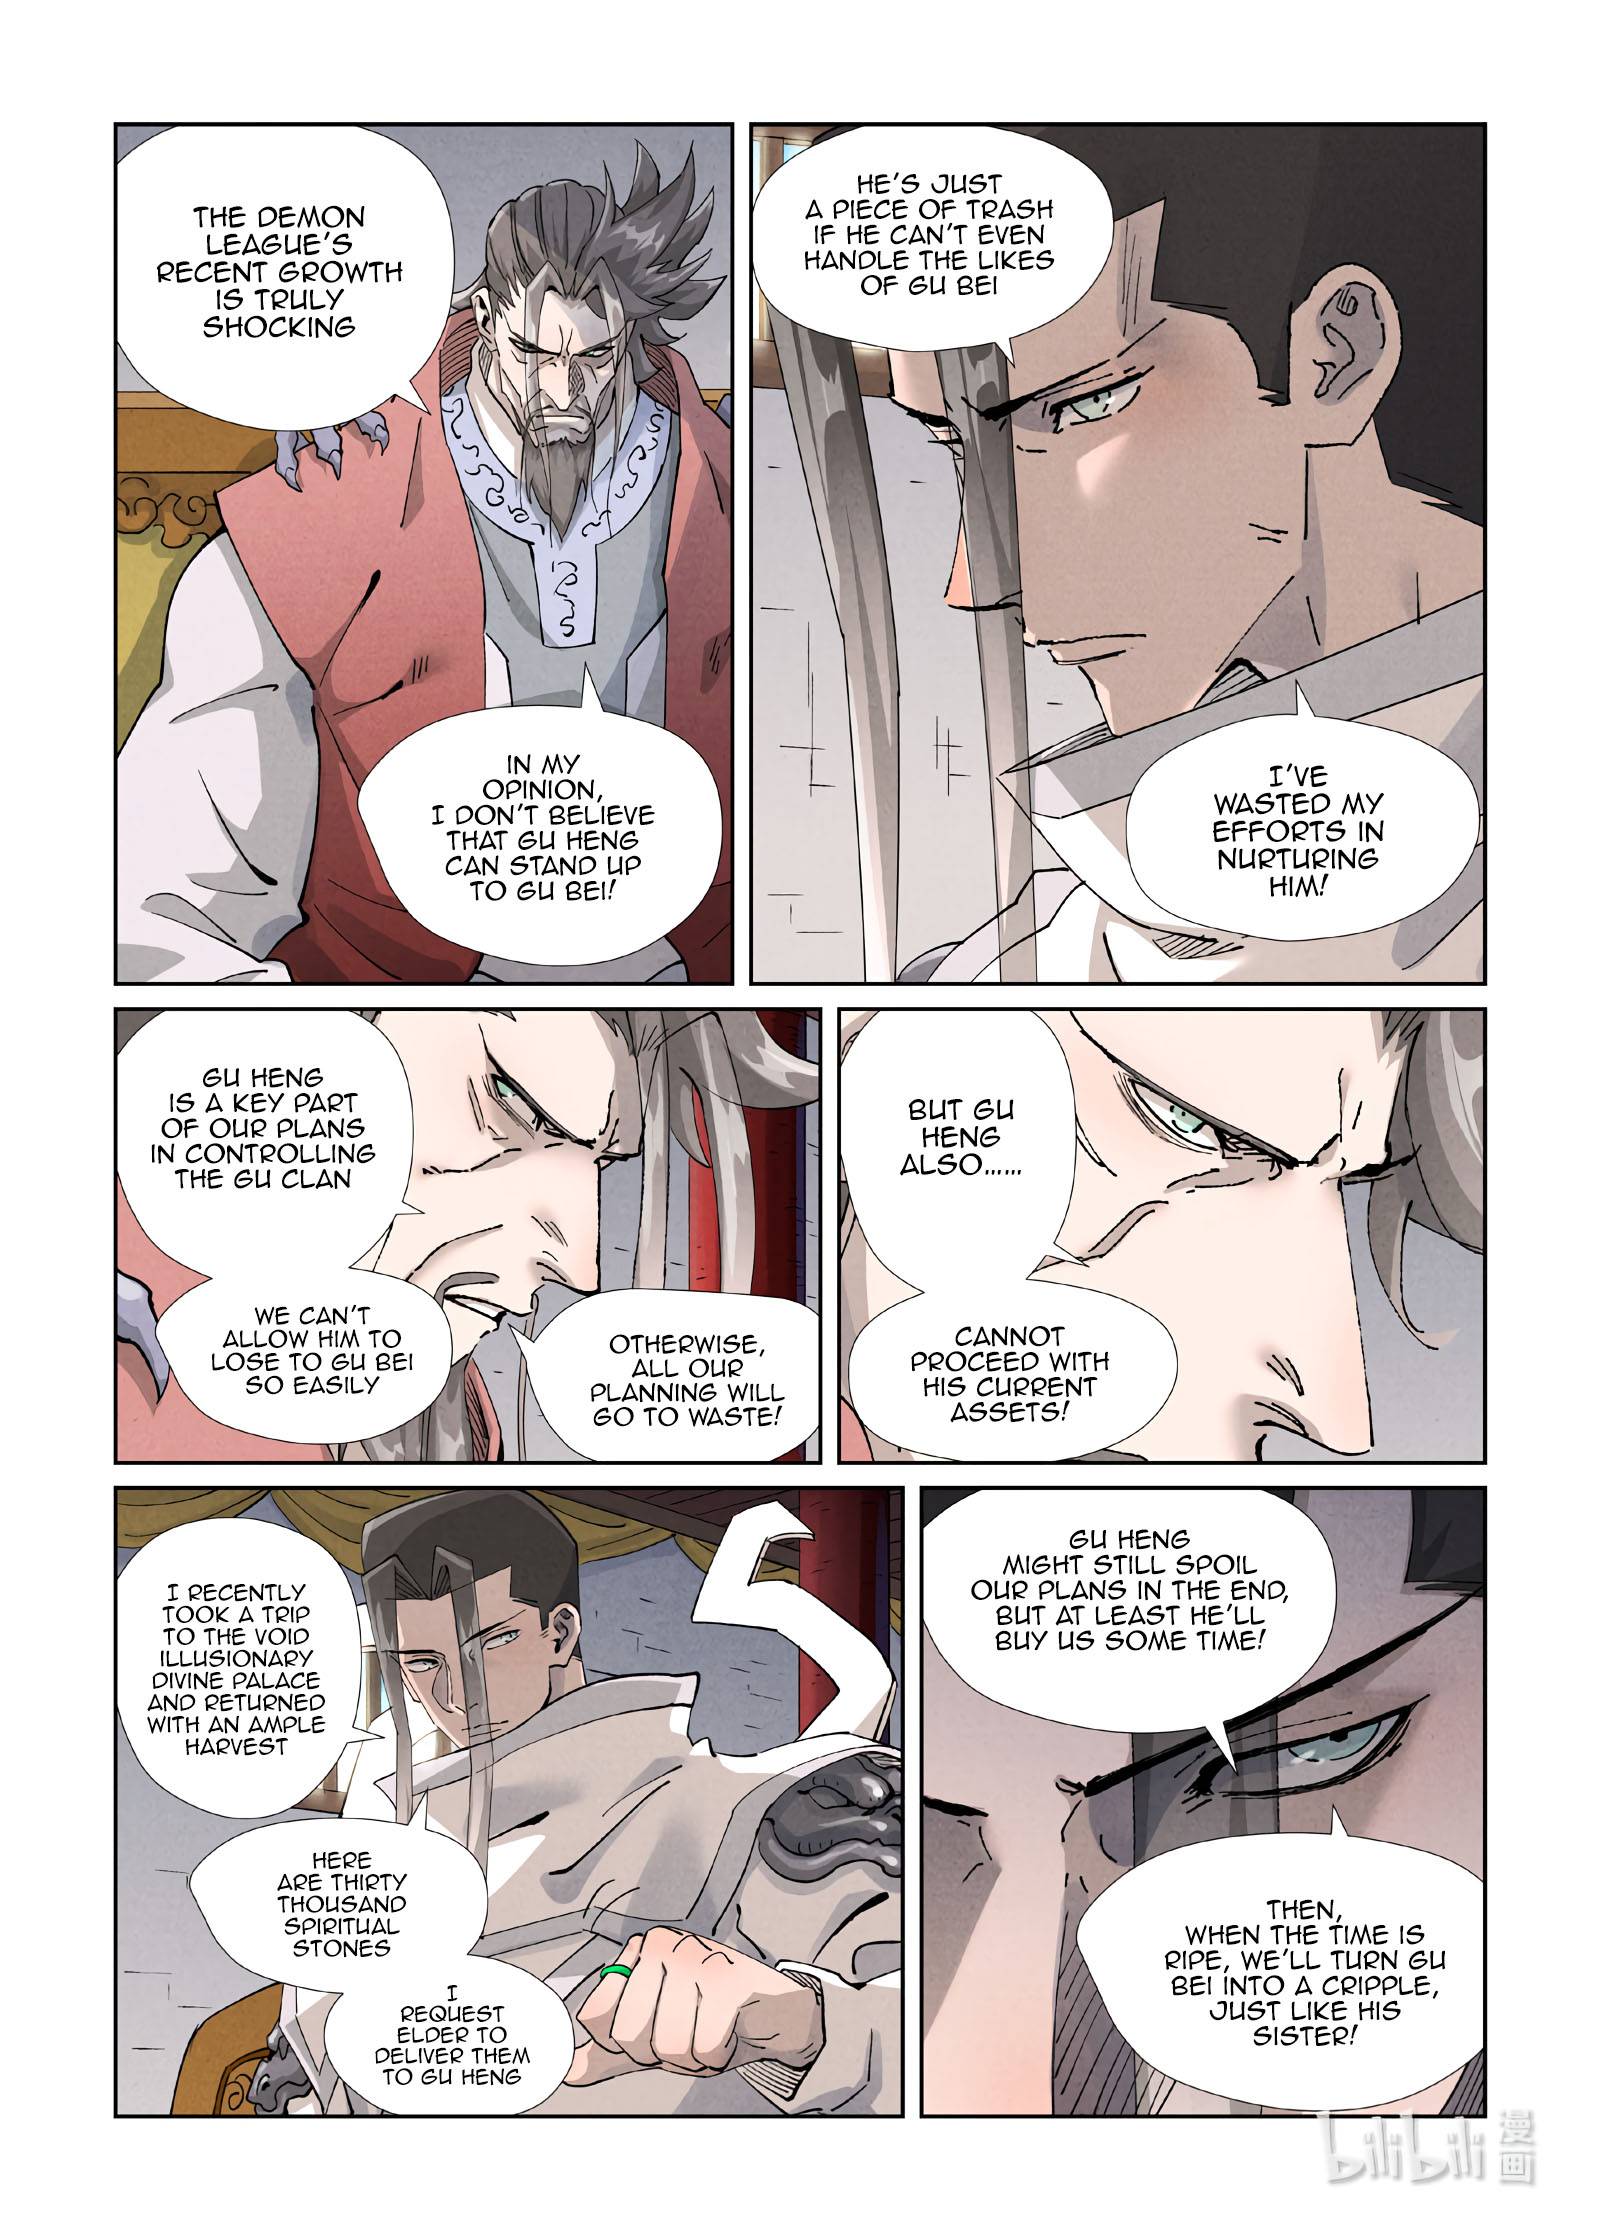 THE DEMON
LEAGUE'S
RECENT GROWTH
IS TRULY
SHOCKING
IN MY
OPINION,
I DON'T BELIEVE
THAT GU HENG
CAN STAND UP
TO GU BEI!
HE'S JUST
A PIECE OF TRASH
IF HE CAN'T EVEN
HANDLE THE LIKES
OF GU BEI
I'VE
WASTED MY
EFFORTS IN
NURTURING
HIM!
GU HENG
IS A KEY PART
OF OUR PLANS
IN CONTROLLING
THE GU CLAN
WE CAN'T
ALLOW HIM TO
LOSE TO GU BEI
SO EASILY
OTHERWISE,
ALL OUR
PLANNING WILL
GO TO WASTE!
BUT GU
HENG
ALSO......
CANNOT
PROCEED WITH
HIS CURRENT
ASSETS!
I RECENTLY
TOOK A TRIP
TO THE VOID
ILLUSIONARY
DIVINE PALACE
AND RETURNED
WITH AN AMPLE
HARVEST
HERE
ARE THIRTY
THOUSAND
SPIRITUAL
STONES
I
REQUEST
ELDER TO
DELIVER THEM
TO GU HENG
GU HENG
MIGHT STILL SPOIL
OUR PLANS IN THE END,
BUT AT LEAST HE'LL
BUY US SOME TIME!
THEN,
WHEN THE TIME IS
RIPE, WE'LL TURN GU
BEI INTO A CRIPPLE,
JUST LIKE HIS
SISTER!
bilibili 漫画